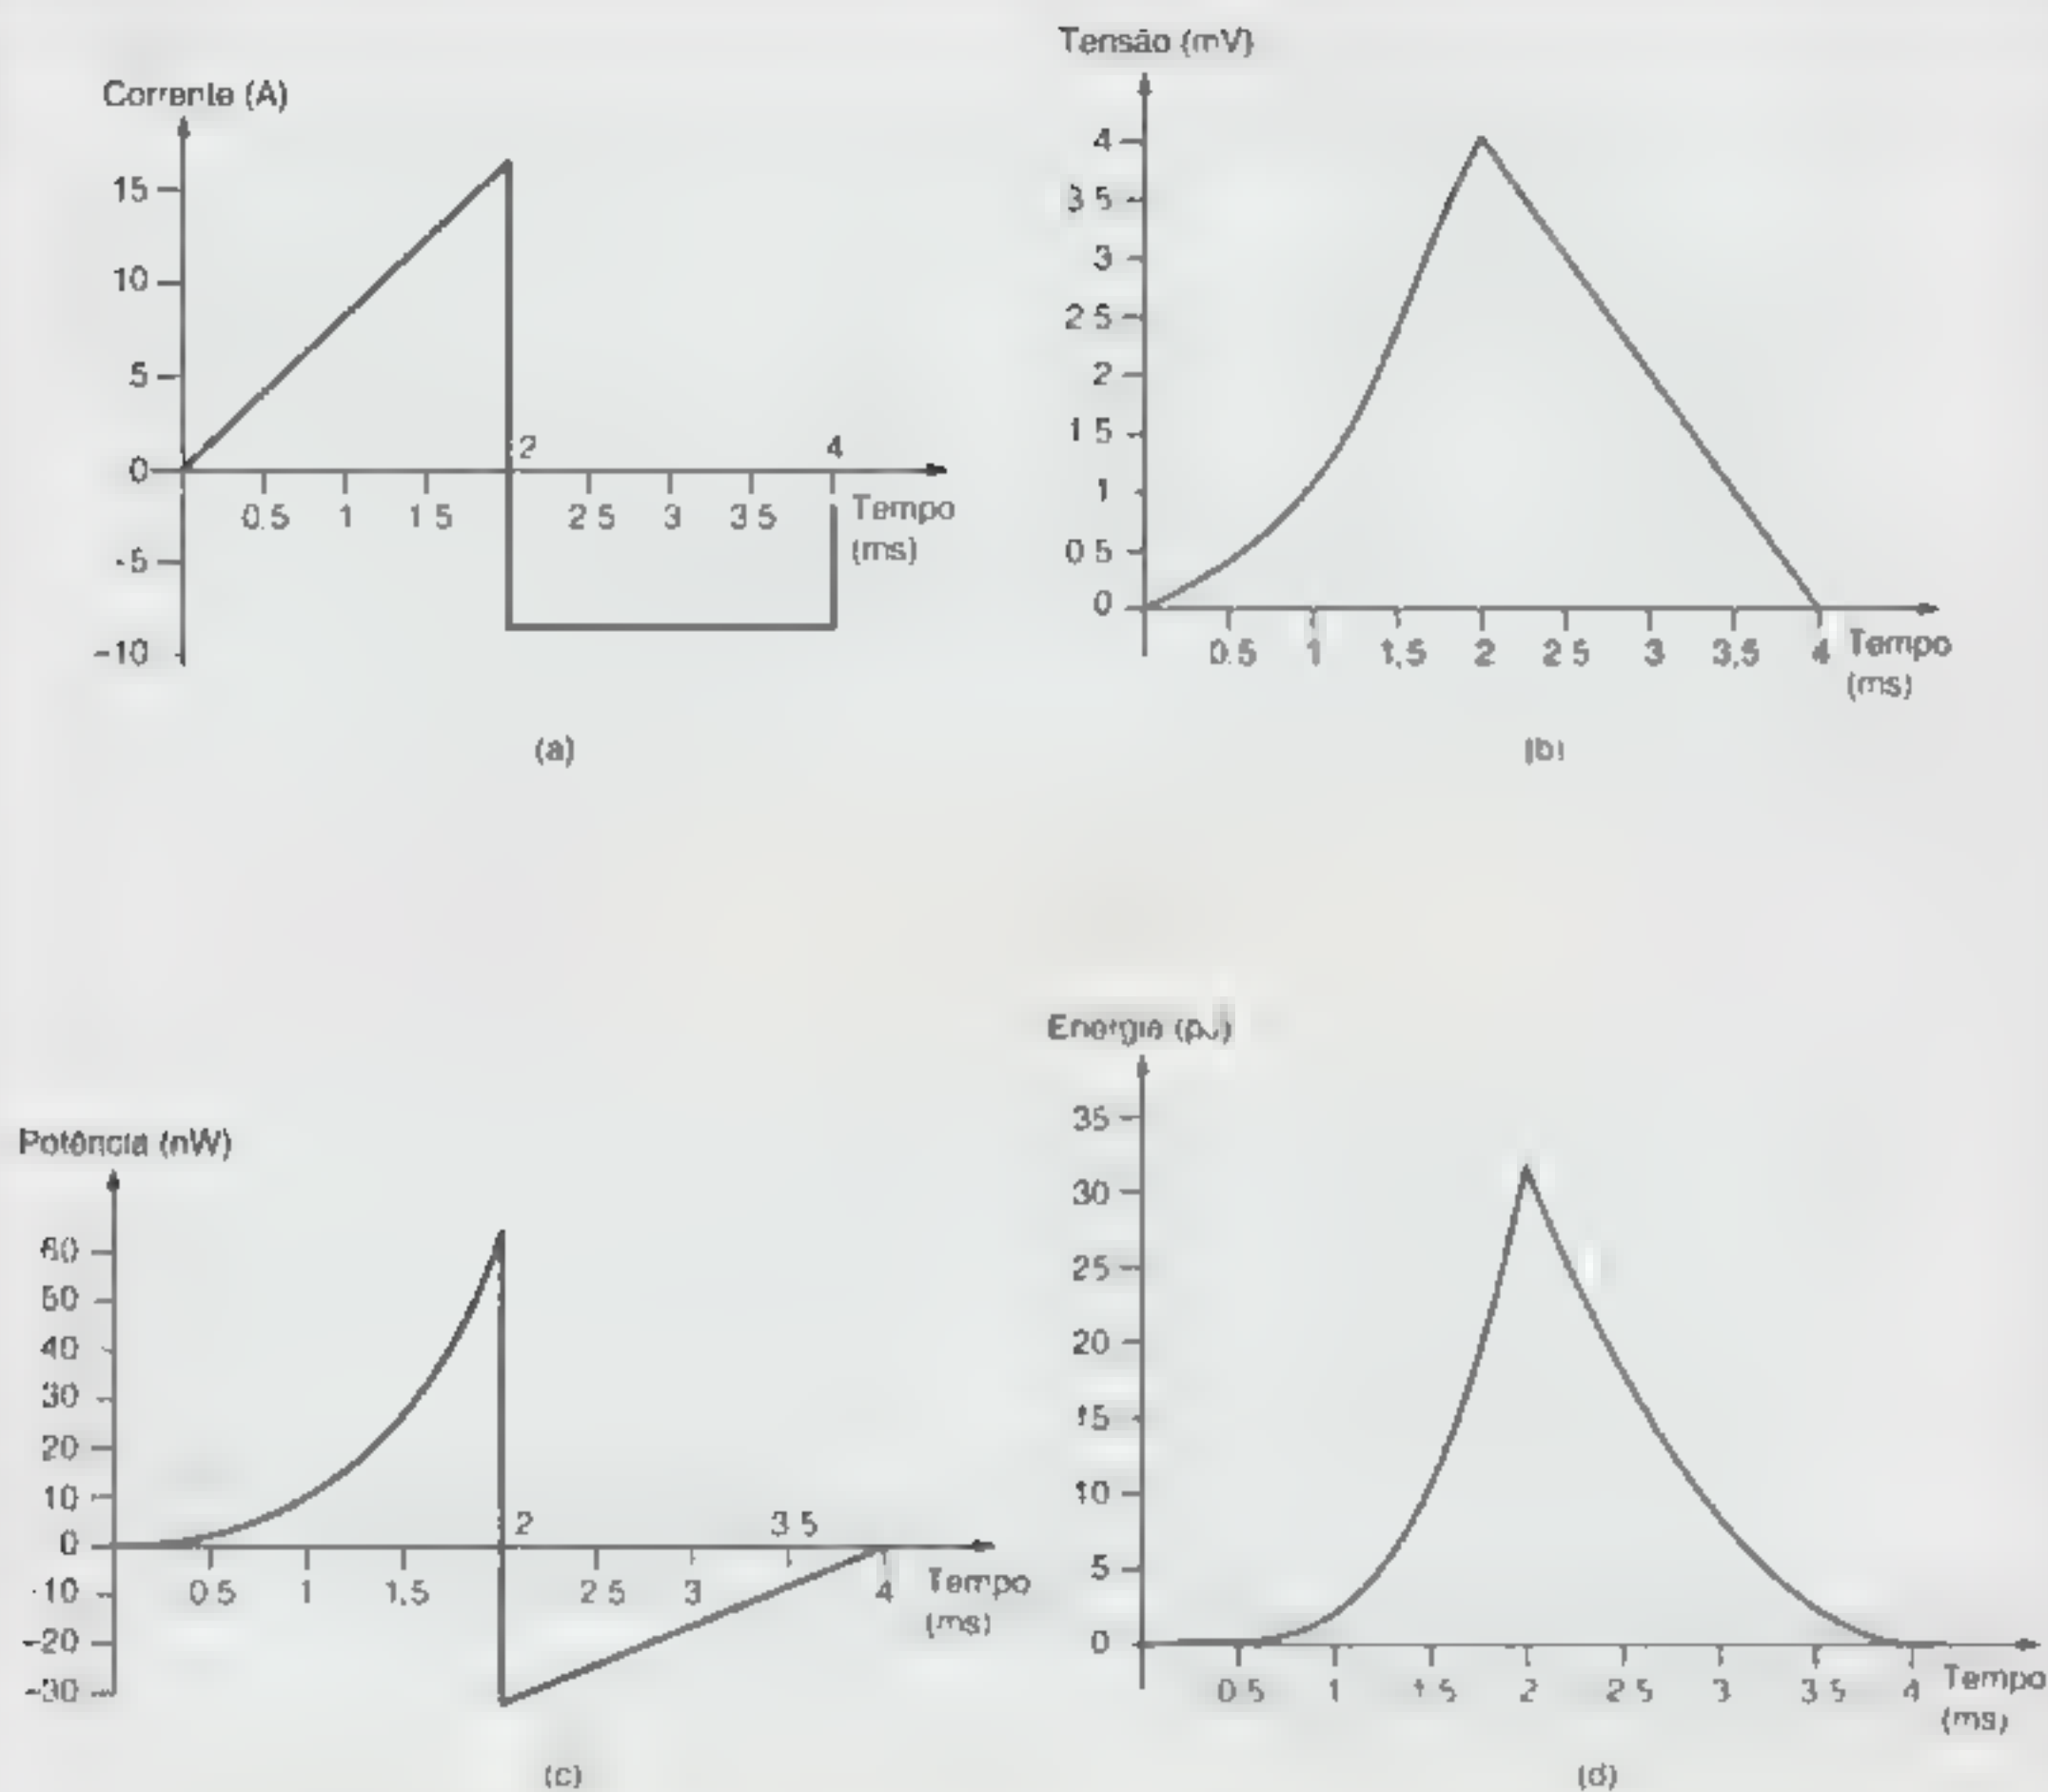 Corrente (A)
15
10
5
0
-5
-10
2
4
0.5 1 1 5 2 5 3 3 5
Tempo
(ms)
(a)
Tensão (mV)
4
3 5
3
2 5
2
1 5
1
0 5
0
0.5 1 1,5 2 2 5 3 3,5 4
Tempo
(ms)
(b)
Potência (nW)
60
50
40
30
20
10
0
-10
-20
-30
2
3 5
0 5 1 1,5 2 5 3 4
Tempo
(ms)
(c)
Energia (pJ)
35
30
25
20
15
10
5
0
0 5 1 1 5 2 2 5 3 3 5 4
Tempo
(ms)
(d)